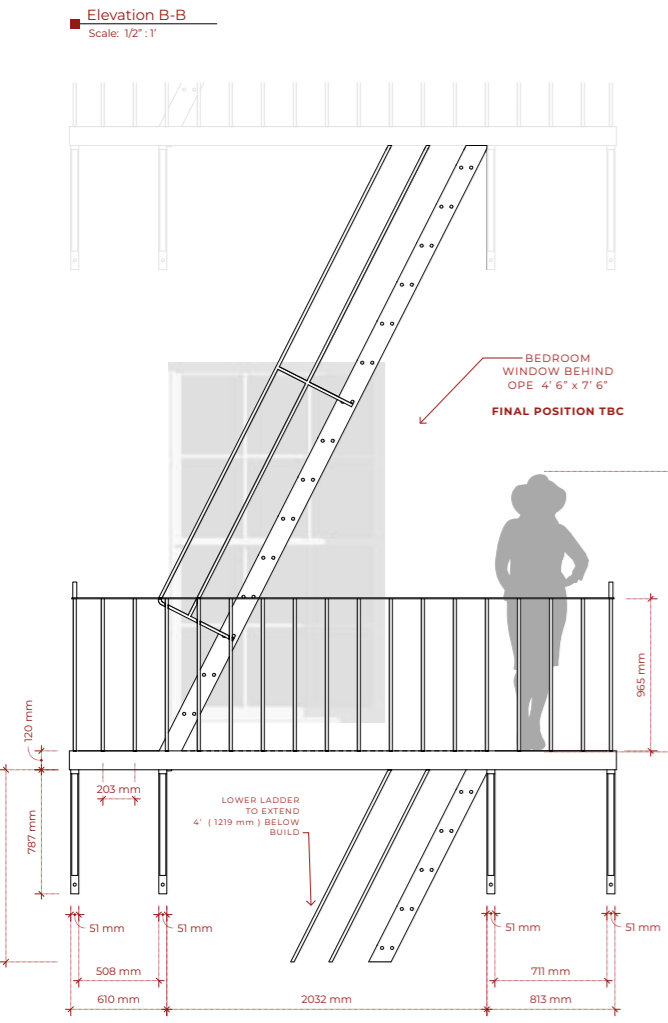 Elevation B-B
Scale: 1/2" : 1'
BEDROOM
WINDOW BEHIND
OPE 4' 6" x 7' 6"
FINAL POSITION TBC
965 mm
120 mm
203 mm
787 mm
LOWER LADDER
TO EXTEND
4' ( 1219 mm ) BELOW
BUILD
51 mm
51 mm
51 mm
51 mm
508 mm
711 mm
610 mm
2032 mm
813 mm